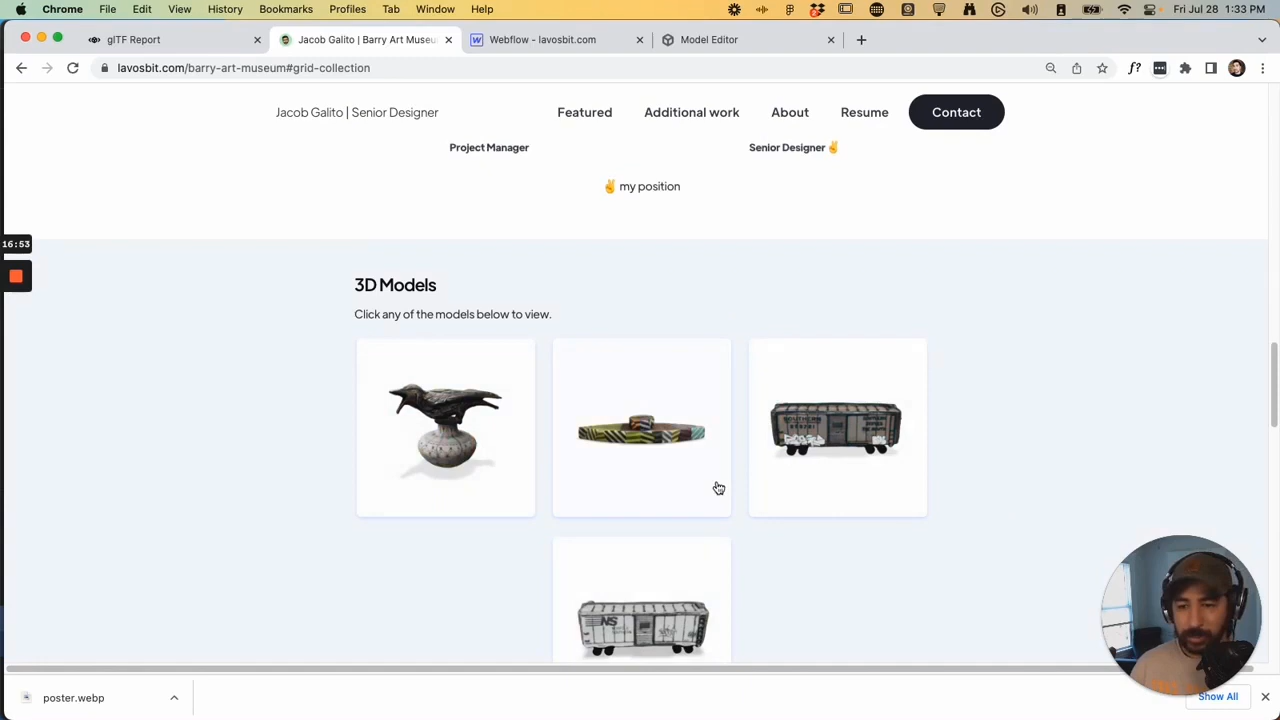 Chrome File Edit View History Bookmarks Profiles Tab Window Help Fri Jul 28 1:33 PM
glTF Report Jacob Galito | Barry Art Museu Webflow - lavosbit.com Model Editor
lavosbit.com/barry-art-museum#grid-collection
Jacob Galito | Senior Designer Featured Additional work About Resume Contact
Project Manager Senior Designer ✌️
✌️ my position
16:53
3D Models
Click any of the models below to view.
NS
poster.webp Show All